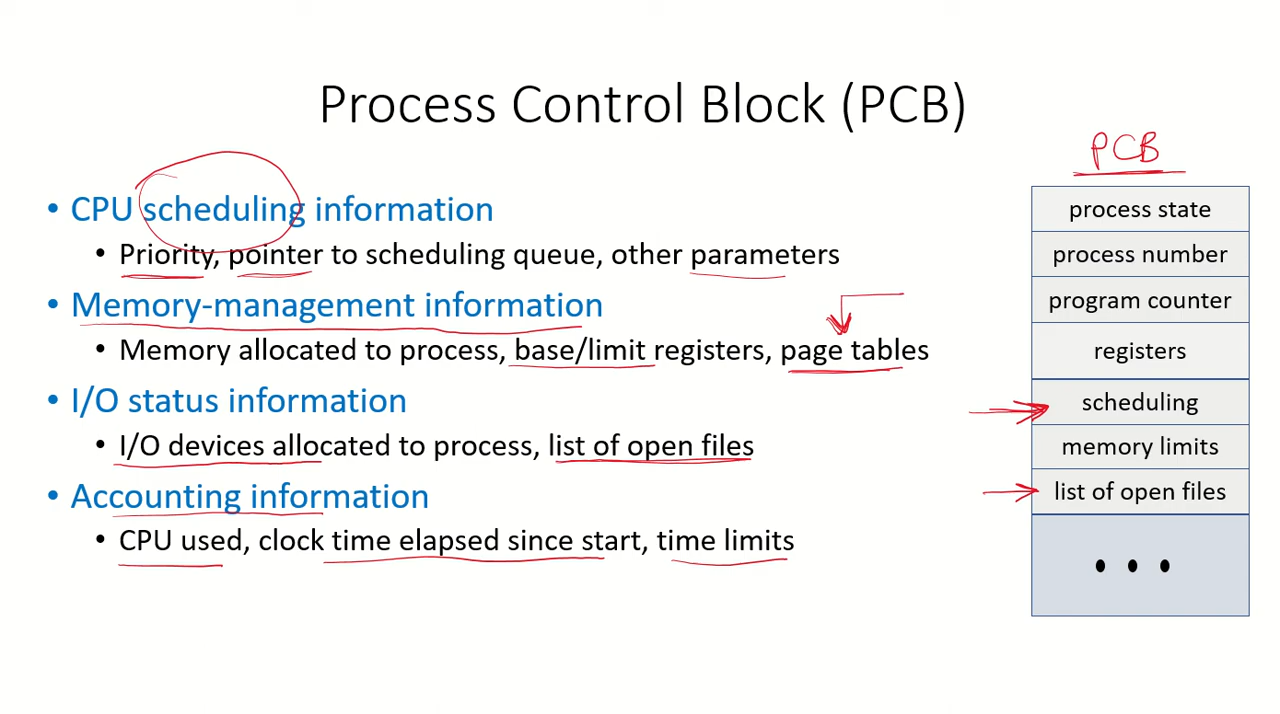 Process Control Block (PCB)
• CPU scheduling information
• Priority, pointer to scheduling queue, other parameters
• Memory-management information
• Memory allocated to process, base/limit registers, page tables
• I/O status information
• I/O devices allocated to process, list of open files
• Accounting information
• CPU used, clock time elapsed since start, time limits
PCB
process state
process number
program counter
registers
scheduling
memory limits
list of open files
• • •